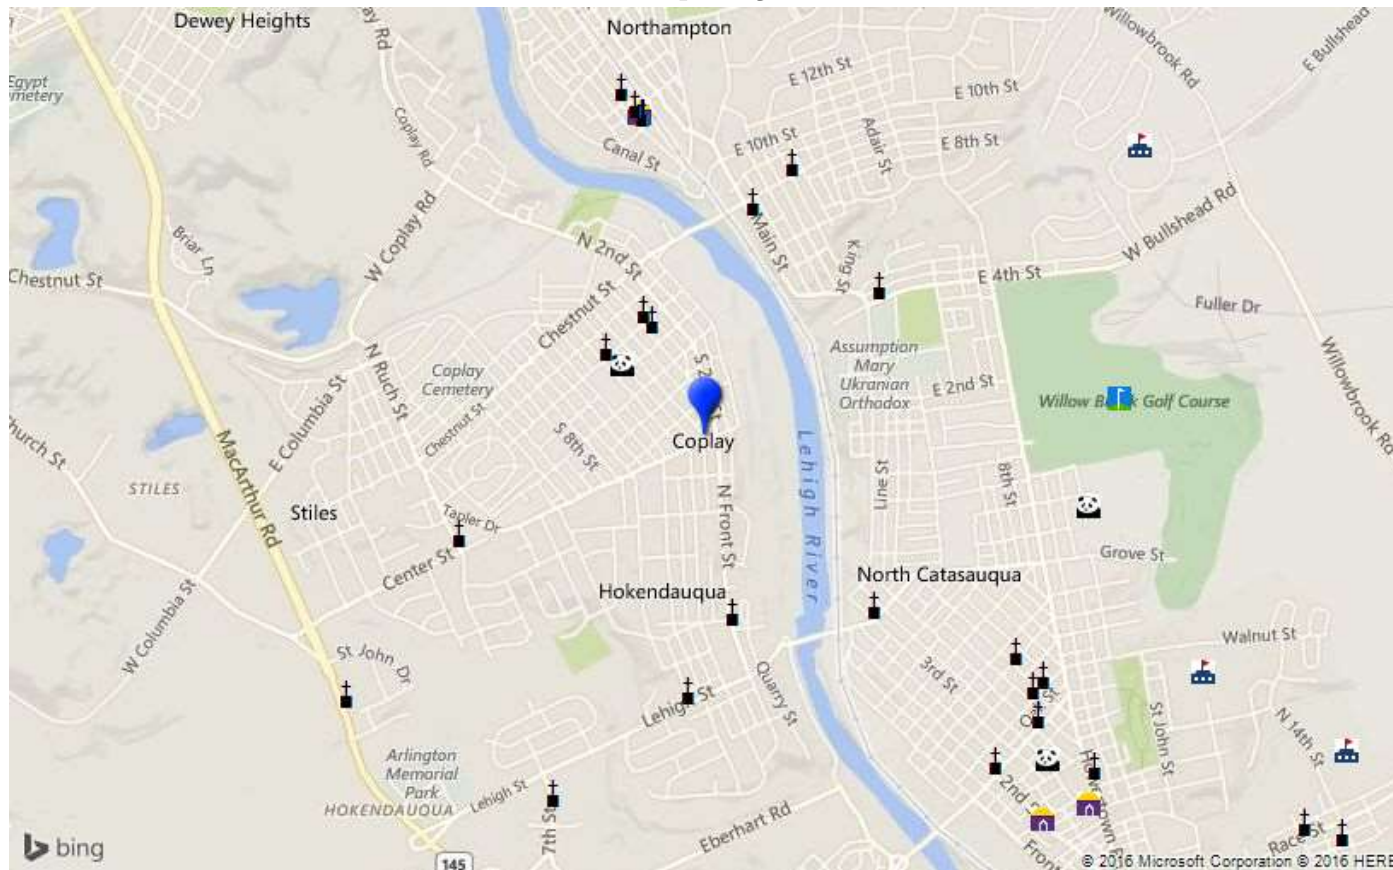 Dewey Heights
Northampton
Willowbrook Rd
E Bullshead
E 12th St
E 10th St
Egypt
Coplay Rd
Canal St
E 10th St
Adair St
E 8th St
W Coplay Rd
Briar Ln
N 2nd St
Main St
King St
W Bullshead Rd
Chestnut St
E 4th St
Fuller Dr
Chestnut St
N Ruch St
Coplay
Cemetery
Assumption
Mary
Ukranian
Orthodox
E 2nd St
Willowbrook Rd
E Columbia St
Chestnut St
Golf Course
Coplay
S 8th St
MacArthur Rd
STILES
Stiles
Tapler Dr
N Front St
Lehigh River
Line St
8th St
Center St
Grove St
North Catasauqua
Hokendauqua
W Columbia St
St John Dr
Walnut St
3rd St
Quarry St
Lehigh St
St John St
N 14th St
Arlington
Memorial
Park
HOKENDAUQUA
Lehigh St
7th St
Eberhart Rd
2nd
Front
Race St
145
bing
© 2016 Microsoft Corporation © 2016 HERE